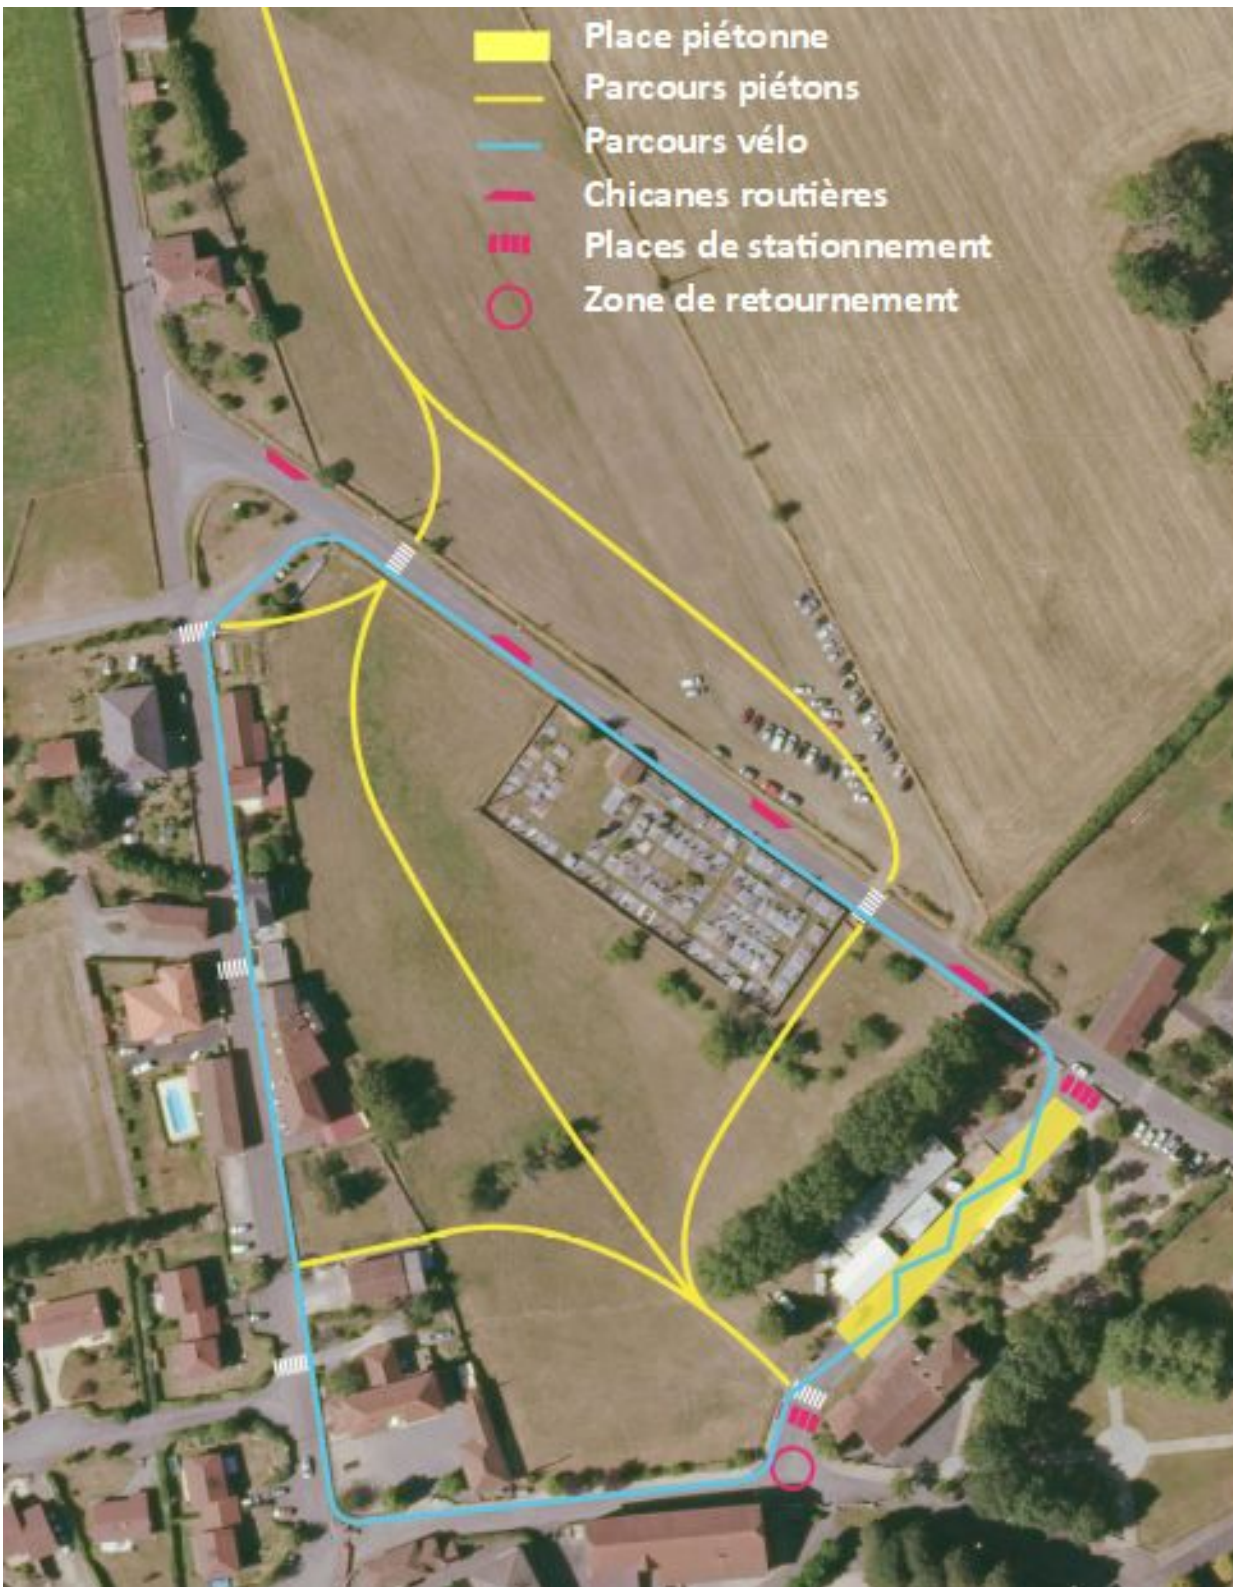 Place piétonne
Parcours piétons
Parcours vélo
Chicanes routières
Places de stationnement
Zone de retournement